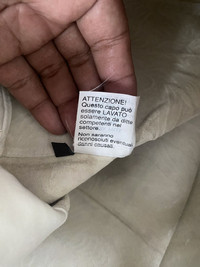 ATTENZIONE!
Questo capo può
essere LAVATO
solamente da ditte
competenti nel
settore.
Non saranno
riconosciuti eventuali
danni causati.